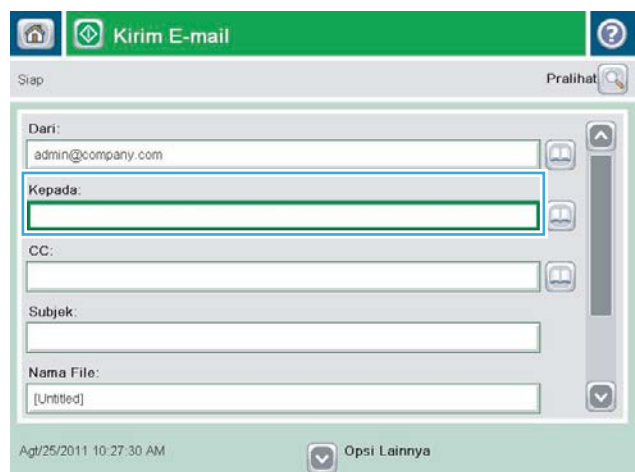 Kirim E-mail
Siap
Pralihat
Dari:
admin@company.com
Kepada:
CC:
Subjek:
Nama File:
[Untitled]
Agt/25/2011 10:27:30 AM
Opsi Lainnya